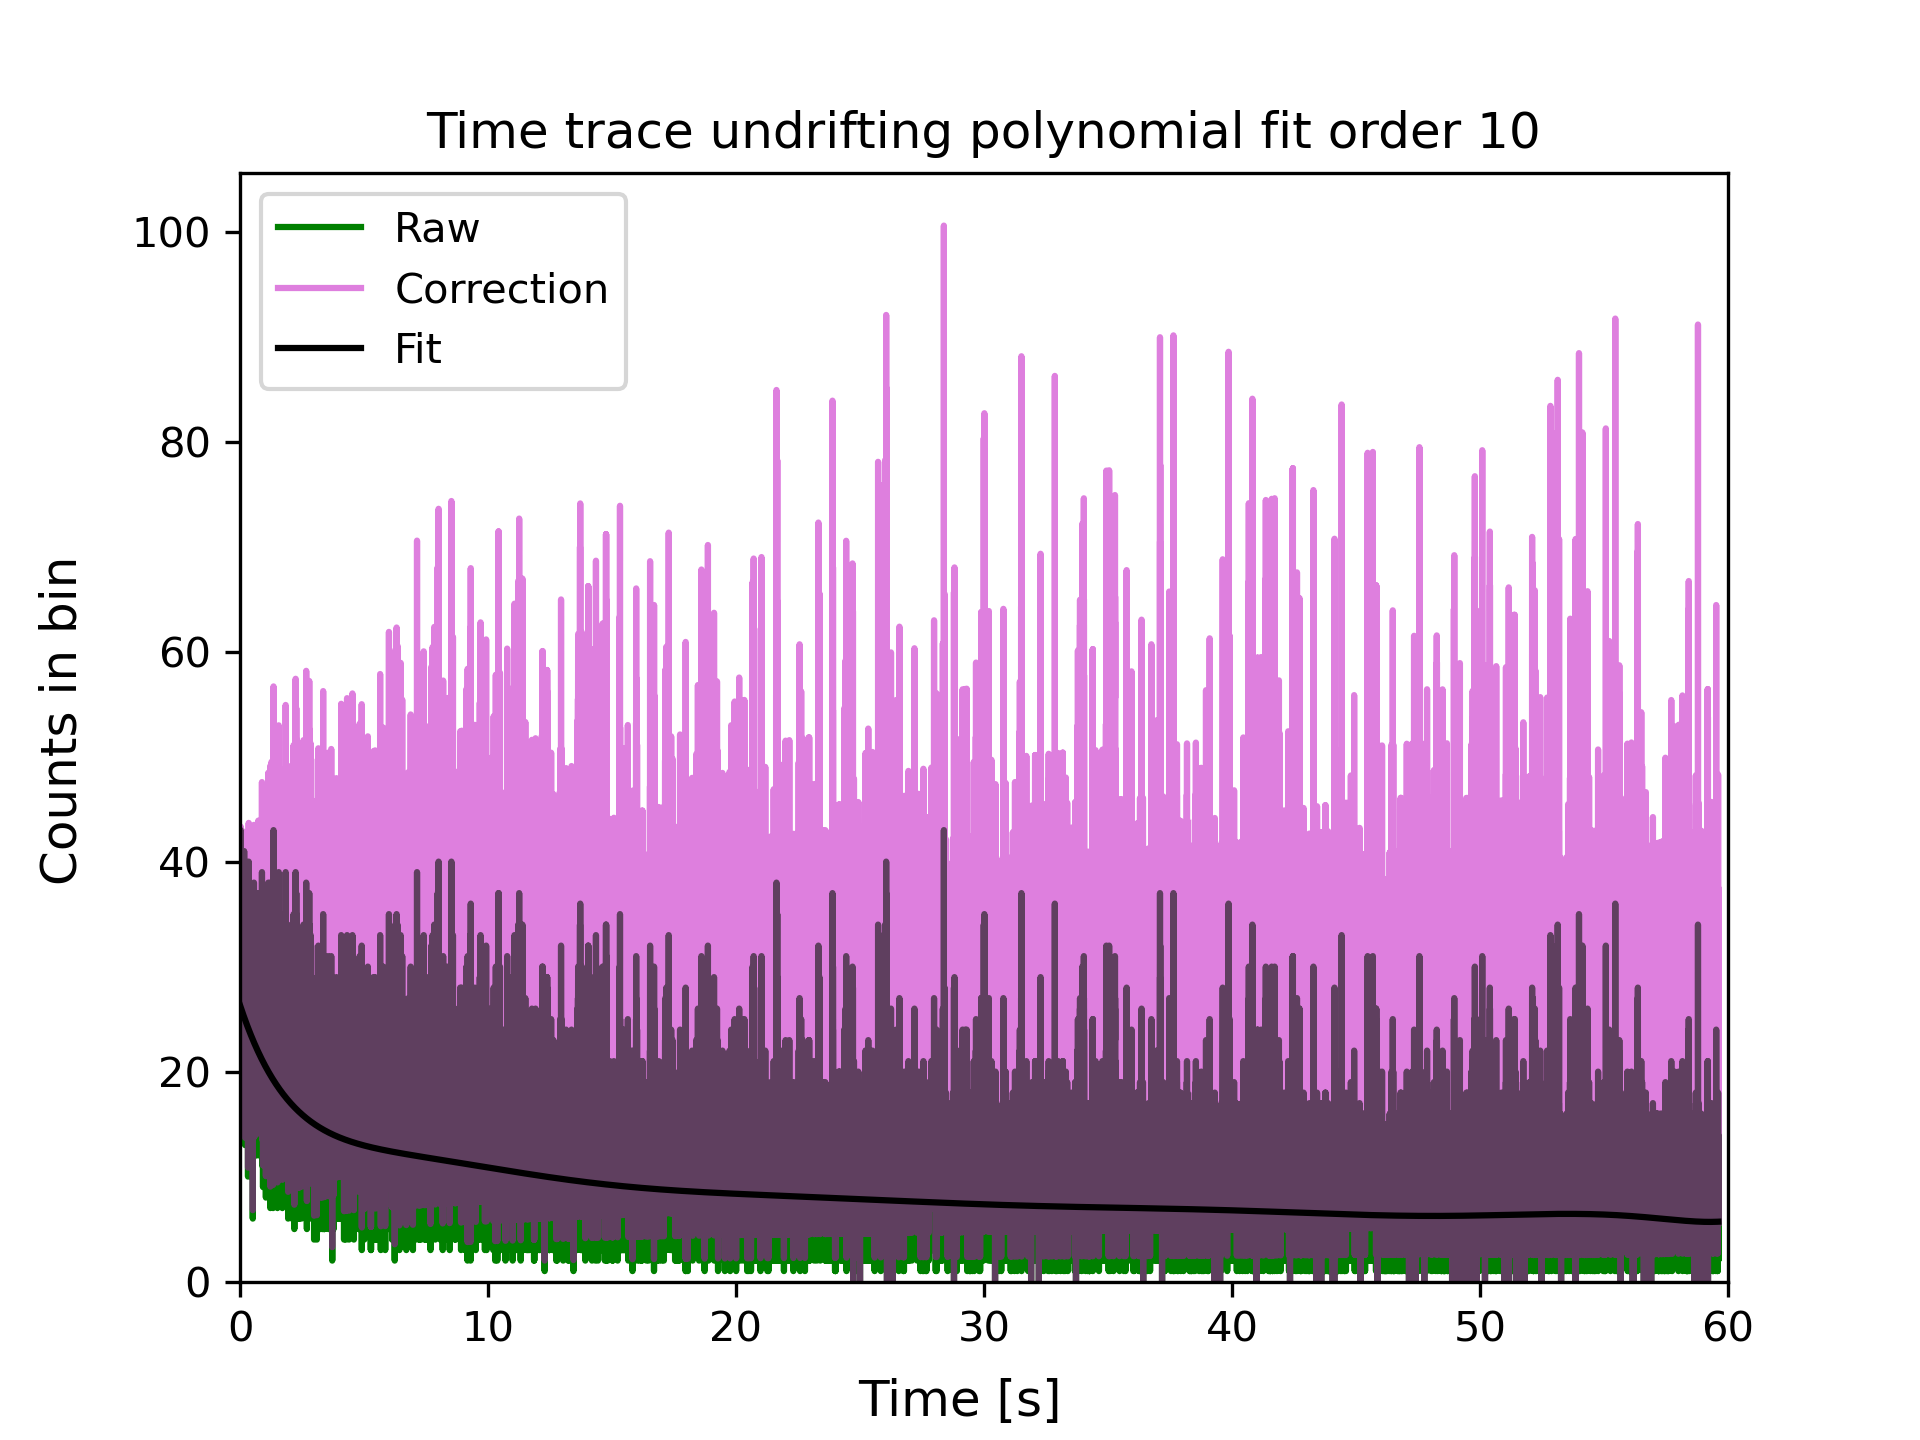 Time trace undrifting polynomial fit order 10
Raw
Correction
Fit
Counts in bin
100
80
60
40
20
0
0 10 20 30 40 50 60
Time [s]